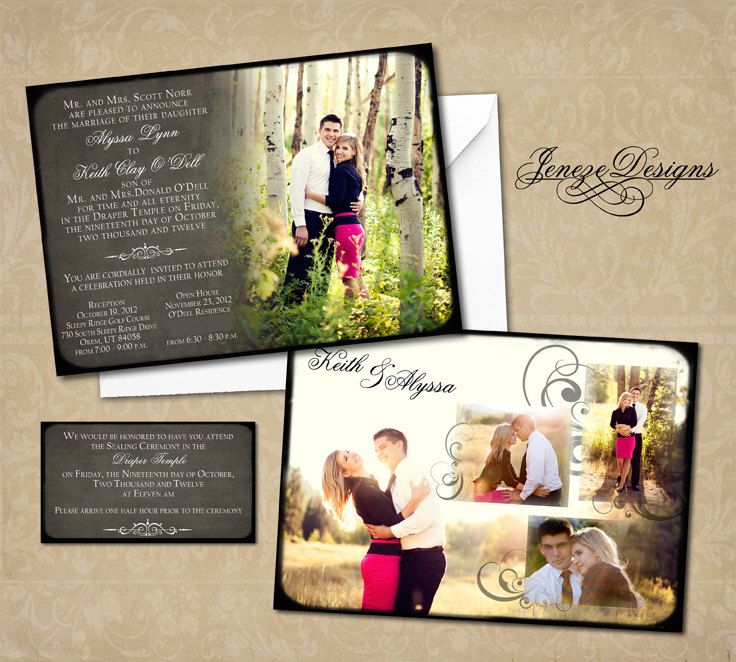 Mr. and Mrs. Scott Norr
are pleased to announce
the marriage of their daughter
Alyssa Lynn
to
Keith Clay O'Dell
son of
Mr. and Mrs.Donald O'Dell
for time and all eternity
in the Draper Temple on Friday,
the nineteenth day of October
two thousand and twelve
You are cordially invited to attend
a celebration held in their honor
Reception
October 19, 2012
Sleepy Ridge Golf Course
730 South Sleepy Ridge Drive
Orem, UT 84058
from 7:00 - 9:00 p.m.
Open House
November 23, 2012
O'Dell Residence
from 6:30 - 8:30 p.m.
Jeneze Designs
Keith & Alyssa
We would be honored to have you attend
the Sealing Ceremony in the
Draper Temple
on Friday, the Nineteenth day of October,
Two Thousand and Twelve
at Eleven am
Please arrive one half hour prior to the ceremony